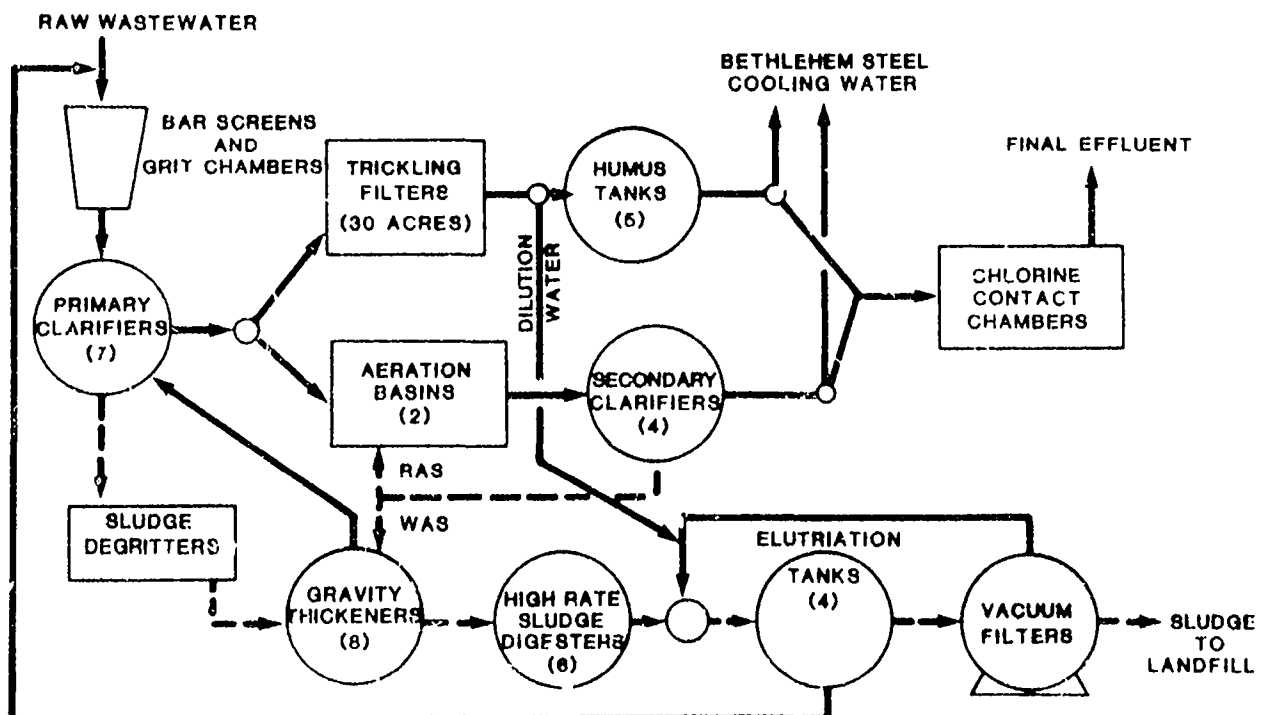 RAW WASTEWATER
BAR SCREENS
AND
GRIT CHAMBERS
PRIMARY
CLARIFIERS
(7)
TRICKLING
FILTERS
(30 ACRES)
AERATION
BASINS
(2)
DILUTION
WATER
HUMUS
TANKS
(5)
SECONDARY
CLARIFIERS
(4)
BETHLEHEM STEEL
COOLING WATER
FINAL EFFLUENT
CHLORINE
CONTACT
CHAMBERS
RAS
WAS
SLUDGE
DEGRITTERS
GRAVITY
THICKENERS
(8)
HIGH RATE
SLUDGE
DIGESTERS
(6)
ELUTRIATION
TANKS
(4)
VACUUM
FILTERS
SLUDGE
TO
LANDFILL